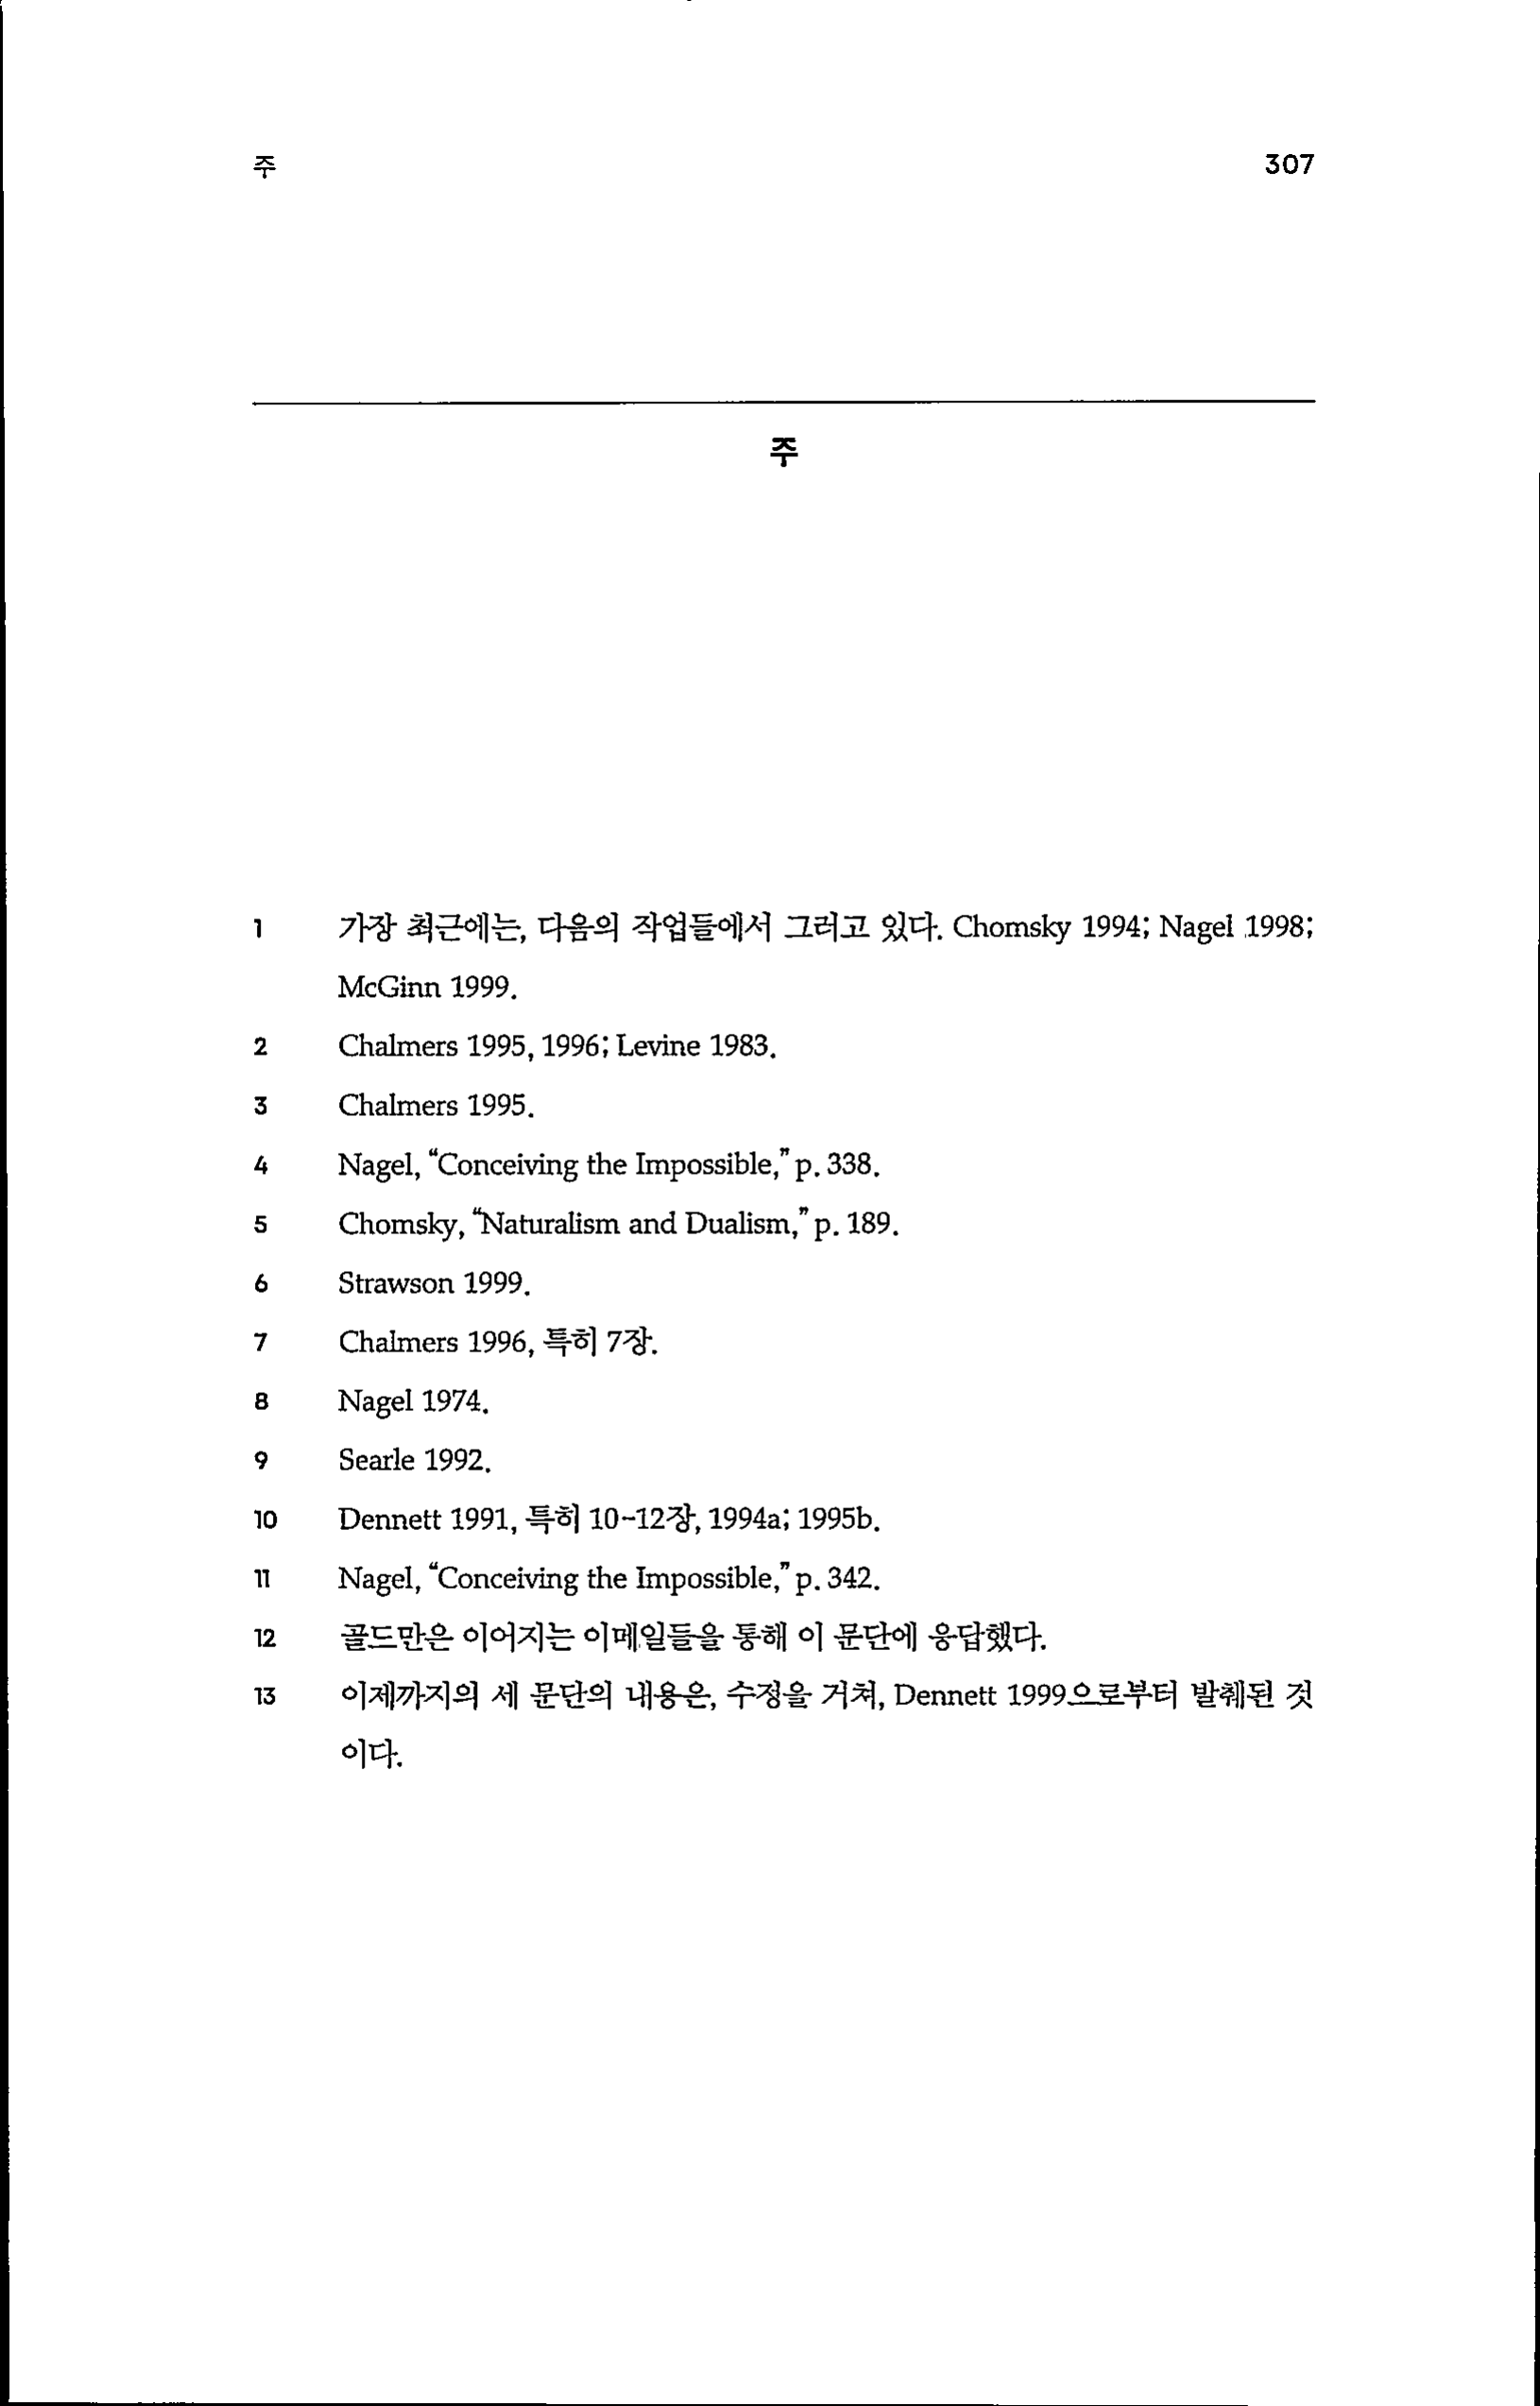 주 307
주
1 가장 최근에는, 다음의 작업들에서 그러고 있다. Chomsky 1994; Nagel 1998;
McGinn 1999.
2 Chalmers 1995, 1996; Levine 1983.
3 Chalmers 1995.
4 Nagel, “Conceiving the Impossible,” p. 338.
5 Chomsky, “Naturalism and Dualism,” p. 189.
6 Strawson 1999.
7 Chalmers 1996, 특히 7장.
8 Nagel 1974.
9 Searle 1992.
10 Dennett 1991, 특히 10-12장, 1994a; 1995b.
11 Nagel, “Conceiving the Impossible,” p. 342.
12 골드만은 이어지는 이메일들을 통해 이 문단에 응답했다.
13 이제까지의 세 문단의 내용은, 수정을 거쳐, Dennett 1999으로부터 발췌된 것
이다.